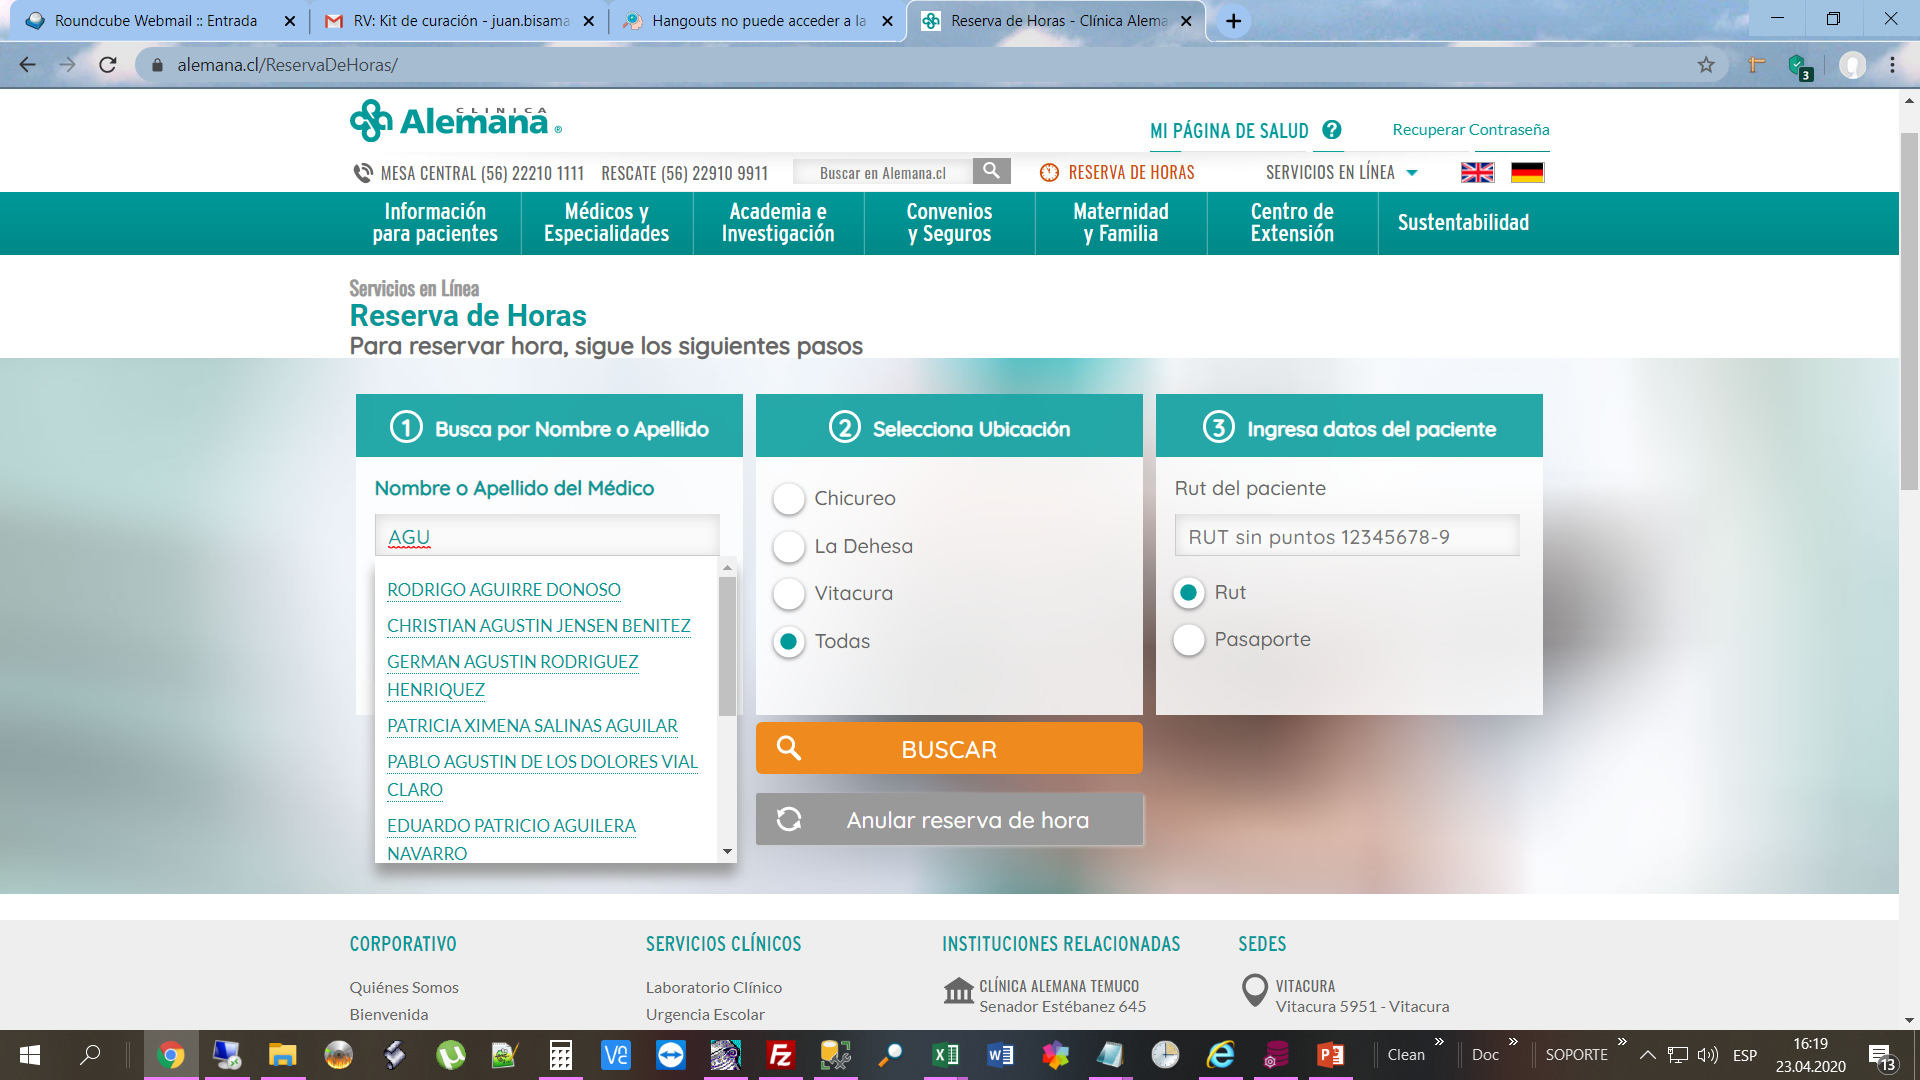 Roundcube Webmail :: Entrada
RV: Kit de curación - juan.bisama
Hangouts no puede acceder a la
Reserva de Horas - Clínica Alema
alemana.cl/ReservaDeHoras/
3
CLINICA
Alemana ®
MI PÁGINA DE SALUD ?
Recuperar Contraseña
MESA CENTRAL (56) 22210 1111 RESCATE (56) 22910 9911
Buscar en Alemana.cl
RESERVA DE HORAS
SERVICIOS EN LÍNEA
Información
para pacientes
Médicos y
Especialidades
Academia e
Investigación
Convenios
y Seguros
Maternidad
y Familia
Centro de
Extensión
Sustentabilidad
Servicios en Línea
Reserva de Horas
Para reservar hora, sigue los siguientes pasos
1 Busca por Nombre o Apellido
Nombre o Apellido del Médico
AGU
RODRIGO AGUIRRE DONOSO
CHRISTIAN AGUSTIN JENSEN BENITEZ
GERMAN AGUSTIN RODRIGUEZ
HENRIQUEZ
PATRICIA XIMENA SALINAS AGUILAR
PABLO AGUSTIN DE LOS DOLORES VIAL
CLARO
EDUARDO PATRICIO AGUILERA
NAVARRO
2 Selecciona Ubicación
Chicureo
La Dehesa
Vitacura
Todas
BUSCAR
Anular reserva de hora
3 Ingresa datos del paciente
Rut del paciente
RUT sin puntos 12345678-9
Rut
Pasaporte
CORPORATIVO
Quiénes Somos
Bienvenida
SERVICIOS CLÍNICOS
Laboratorio Clínico
Urgencia Escolar
INSTITUCIONES RELACIONADAS
CLÍNICA ALEMANA TEMUCO
Senador Estébanez 645
SEDES
VITACURA
Vitacura 5951 - Vitacura
Clean
Doc
SOPORTE
ESP
16:19
23.04.2020
13